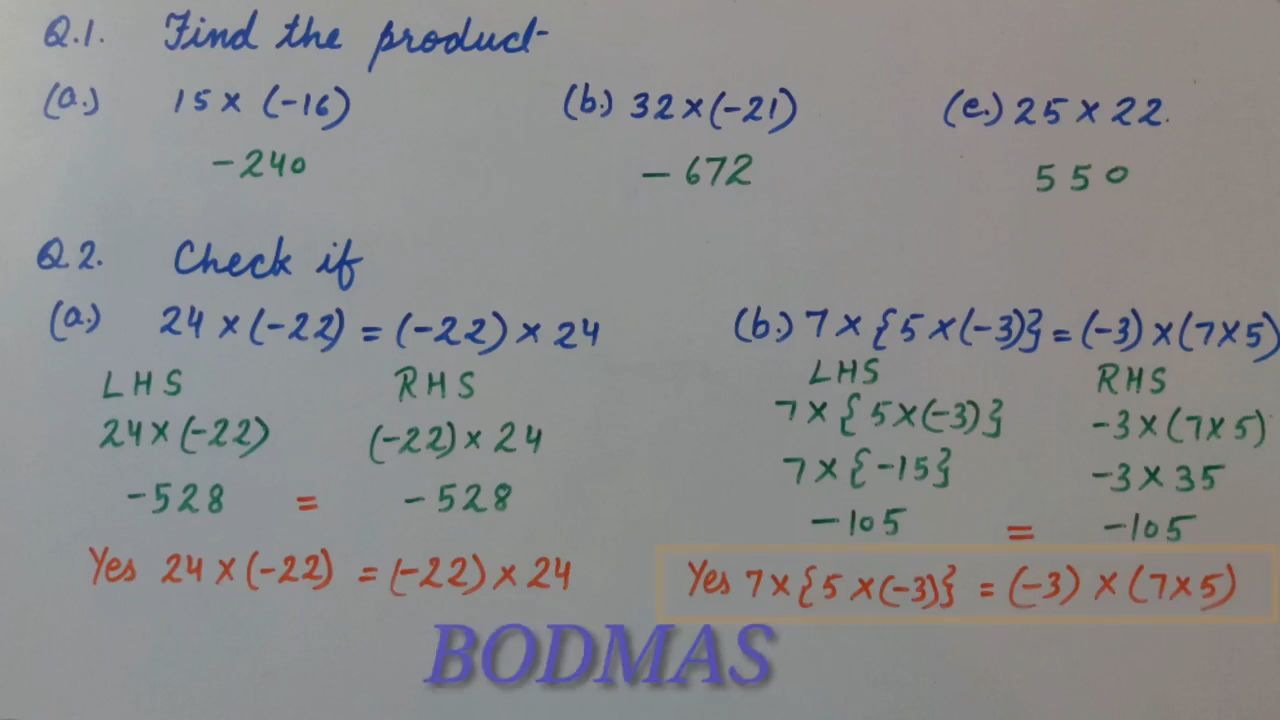 Q.1. Find the product
(a.) 15 × (-16) (b.) 32 × (-21) (c.) 25 × 22.
-240 - 672 550
Q.2. Check if
(a.) 24 × (-22) = (-22) × 24 (b.) 7 × {5 × (-3)} = (-3) × (7 × 5)
LHS RHS LHS RHS
24 × (-22) (-22) × 24 7 × {5 × (-3)} -3 × (7 × 5)
7 × {-15} -3 × 35
-528 = -528 -105 = -105
Yes 24 × (-22) = (-22) × 24 Yes 7 × {5 × (-3)} = (-3) × (7 × 5)
BODMAS